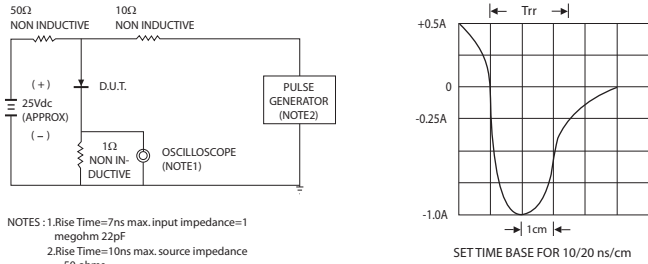 50Ω
NON INDUCTIVE
10Ω
NON INDUCTIVE
(+)
25Vdc
(APPROX)
(−)
D.U.T.
1Ω
NON IN-
DUCTIVE
OSCILLOSCOPE
(NOTE1)
PULSE
GENERATOR
(NOTE2)
NOTES : 1.Rise Time=7ns max.input impedance=1
megohm 22pF
2.Rise Time=10ns max. source impedance
50 ohms
Trr
+0.5A
0
-0.25A
-1.0A
1cm
SET TIME BASE FOR 10/20 ns/cm